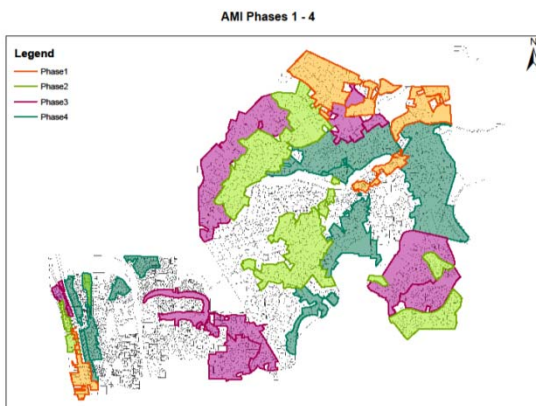 AMI Phases 1 - 4
Legend
N
Phase1
Phase2
Phase3
Phase4